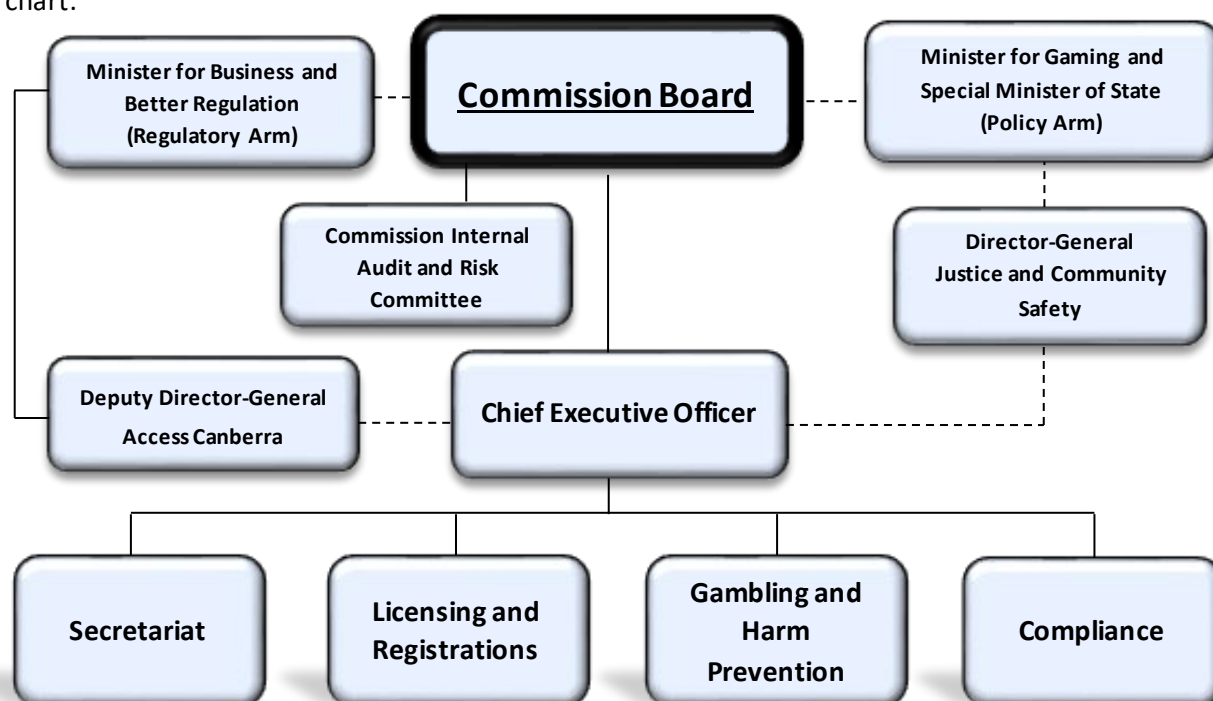 chart:
Minister for Business and
Better Regulation
(Regulatory Arm)
Commission Board
Minister for Gaming and
Special Minister of State
(Policy Arm)
Commission Internal
Audit and Risk
Committee
Director-General
Justice and Community
Safety
Deputy Director-General
Access Canberra
Chief Executive Officer
Secretariat
Licensing and
Registrations
Gambling and
Harm
Prevention
Compliance